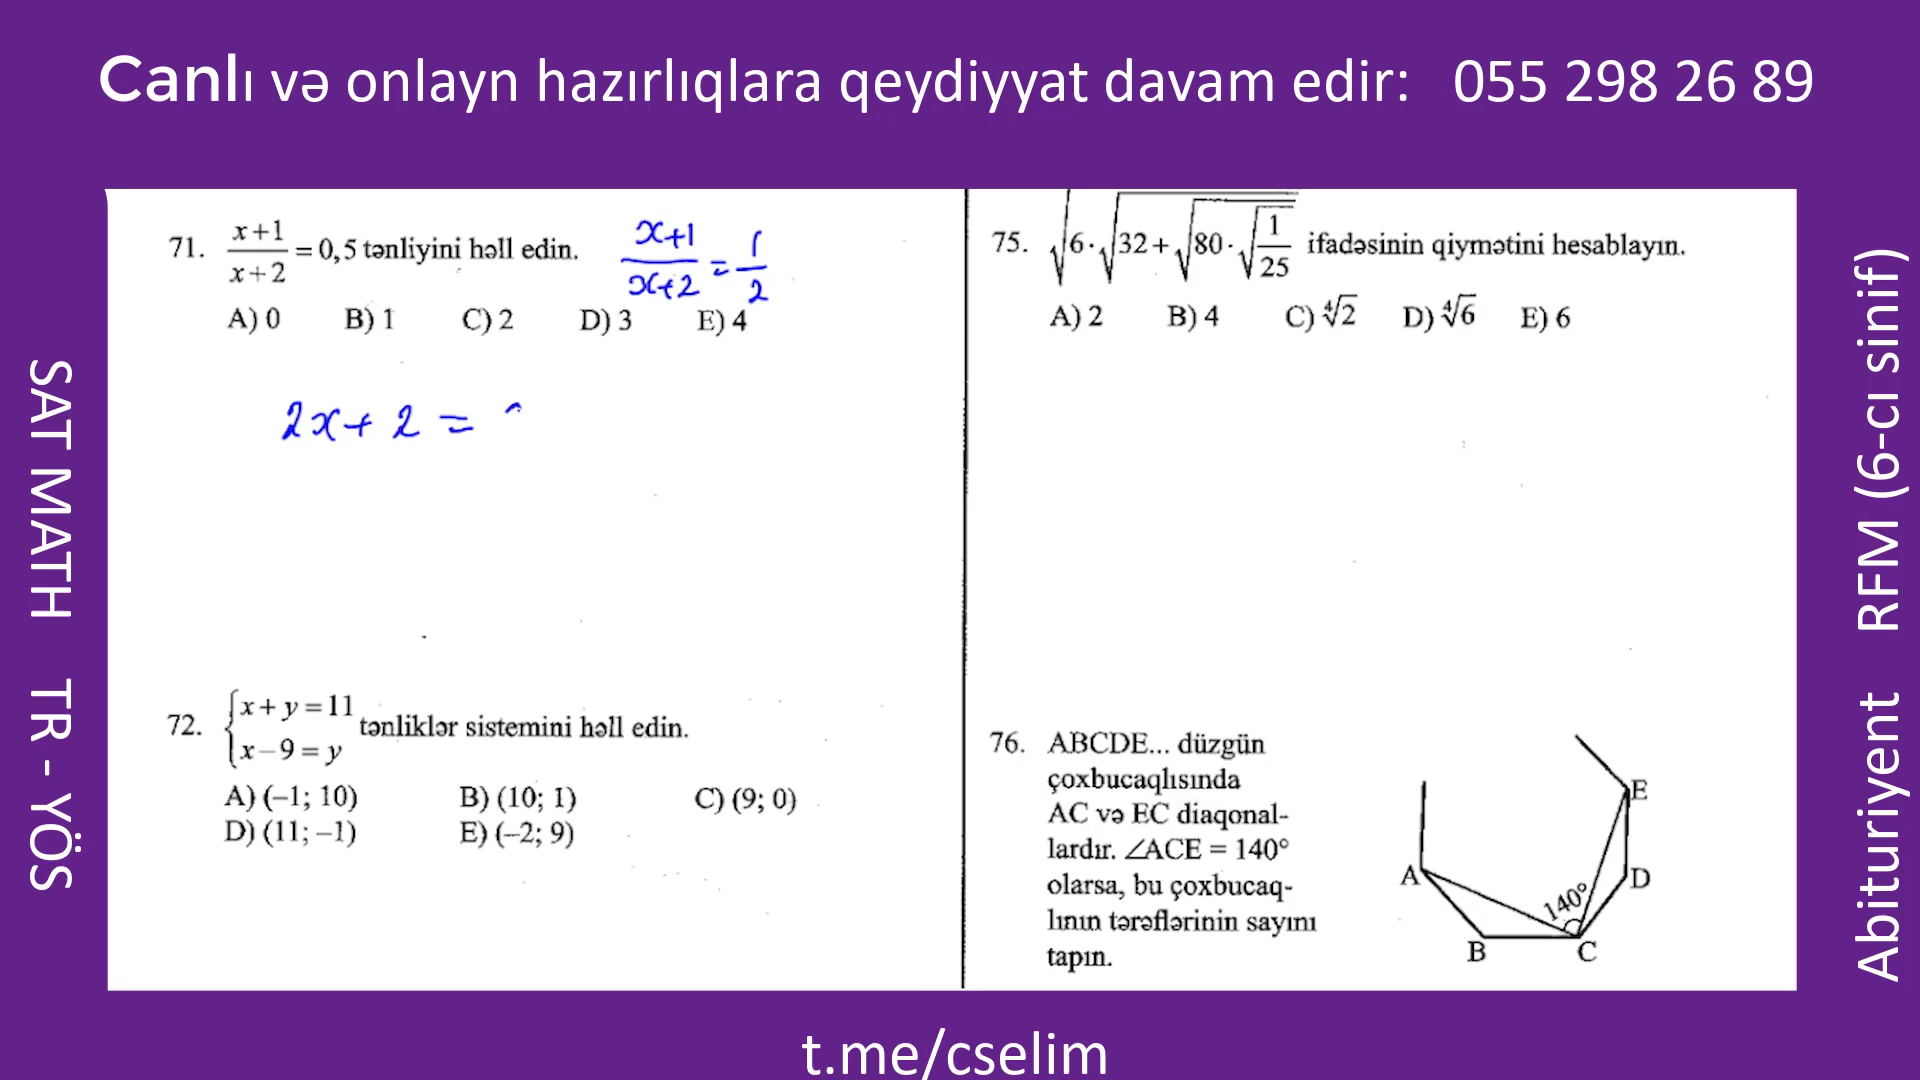 Canlı və onlayn hazırlıqlara qeydiyyat davam edir: 055 298 26 89
SAT MATH TR - YÖS
71. \frac{x+1}{x+2} = 0,5 tənliyini həll edin.
A) 0 B) 1 C) 2 D) 3 E) 4
\frac{x+1}{x+2} = \frac{1}{2}
2x + 2 =
72. { x + y = 11
x − 9 = y
tənliklər sistemini həll edin.
A) (−1; 10) B) (10; 1) C) (9; 0)
D) (11; −1) E) (−2; 9)
75. √(6·√(32+√(80·√(1/25)))) ifadəsinin qiymətini hesablayın.
A) 2 B) 4 C) ∜2 D) ∜6 E) 6
76. ABCDE... düzgün
çoxbucaqlısında
AC və EC diaqonal-
lardır. ∠ACE = 140°
olarsa, bu çoxbucaq-
lının tərəflərinin sayını
tapın.
E
A
D
140°
B
C
Abituriyent RFM (6-cı sinif)
t.me/cselim